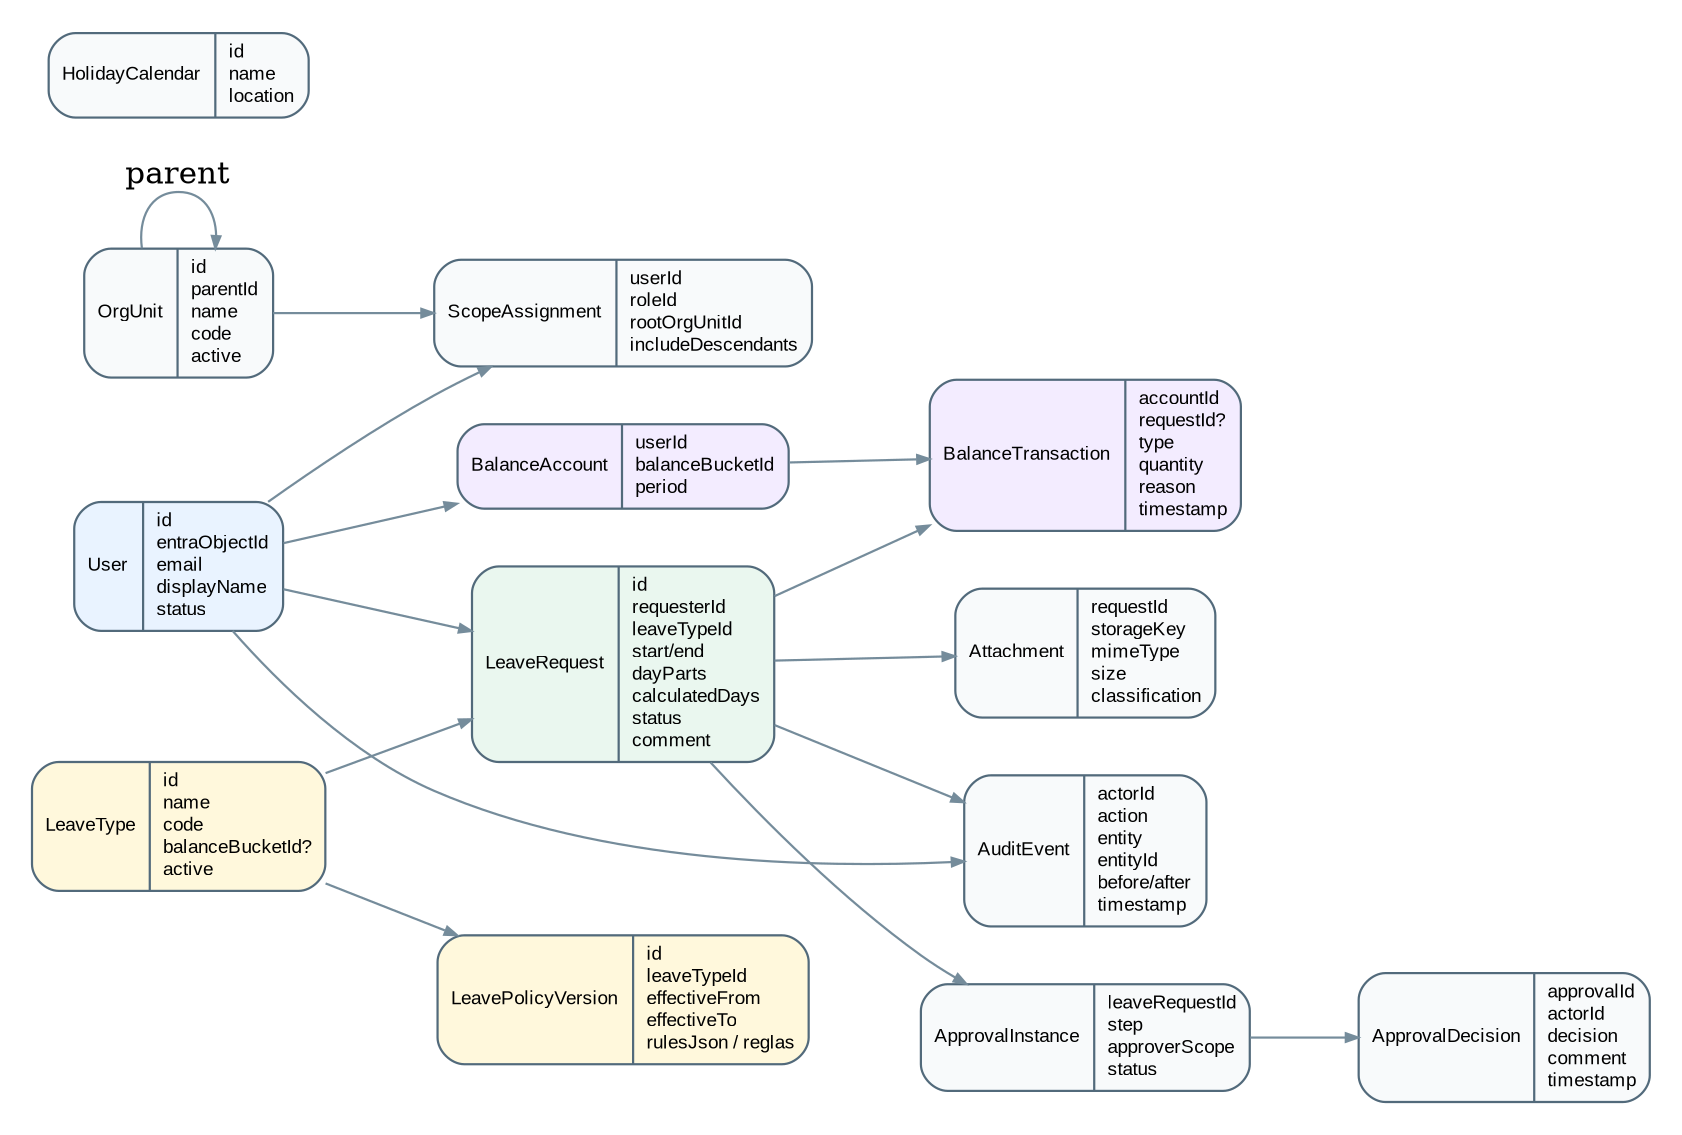 HolidayCalendar
id
name
location
parent
OrgUnit
id
parentId
name
code
active
ScopeAssignment
userId
roleId
rootOrgUnitId
includeDescendants
User
id
entraObjectId
email
displayName
status
BalanceAccount
userId
balanceBucketId
period
BalanceTransaction
accountId
requestId?
type
quantity
reason
timestamp
LeaveRequest
id
requesterId
leaveTypeId
start/end
dayParts
calculatedDays
status
comment
Attachment
requestId
storageKey
mimeType
size
classification
LeaveType
id
name
code
balanceBucketId?
active
AuditEvent
actorId
action
entity
entityId
before/after
timestamp
LeavePolicyVersion
id
leaveTypeId
effectiveFrom
effectiveTo
rulesJson / reglas
ApprovalInstance
leaveRequestId
step
approverScope
status
ApprovalDecision
approvalId
actorId
decision
comment
timestamp